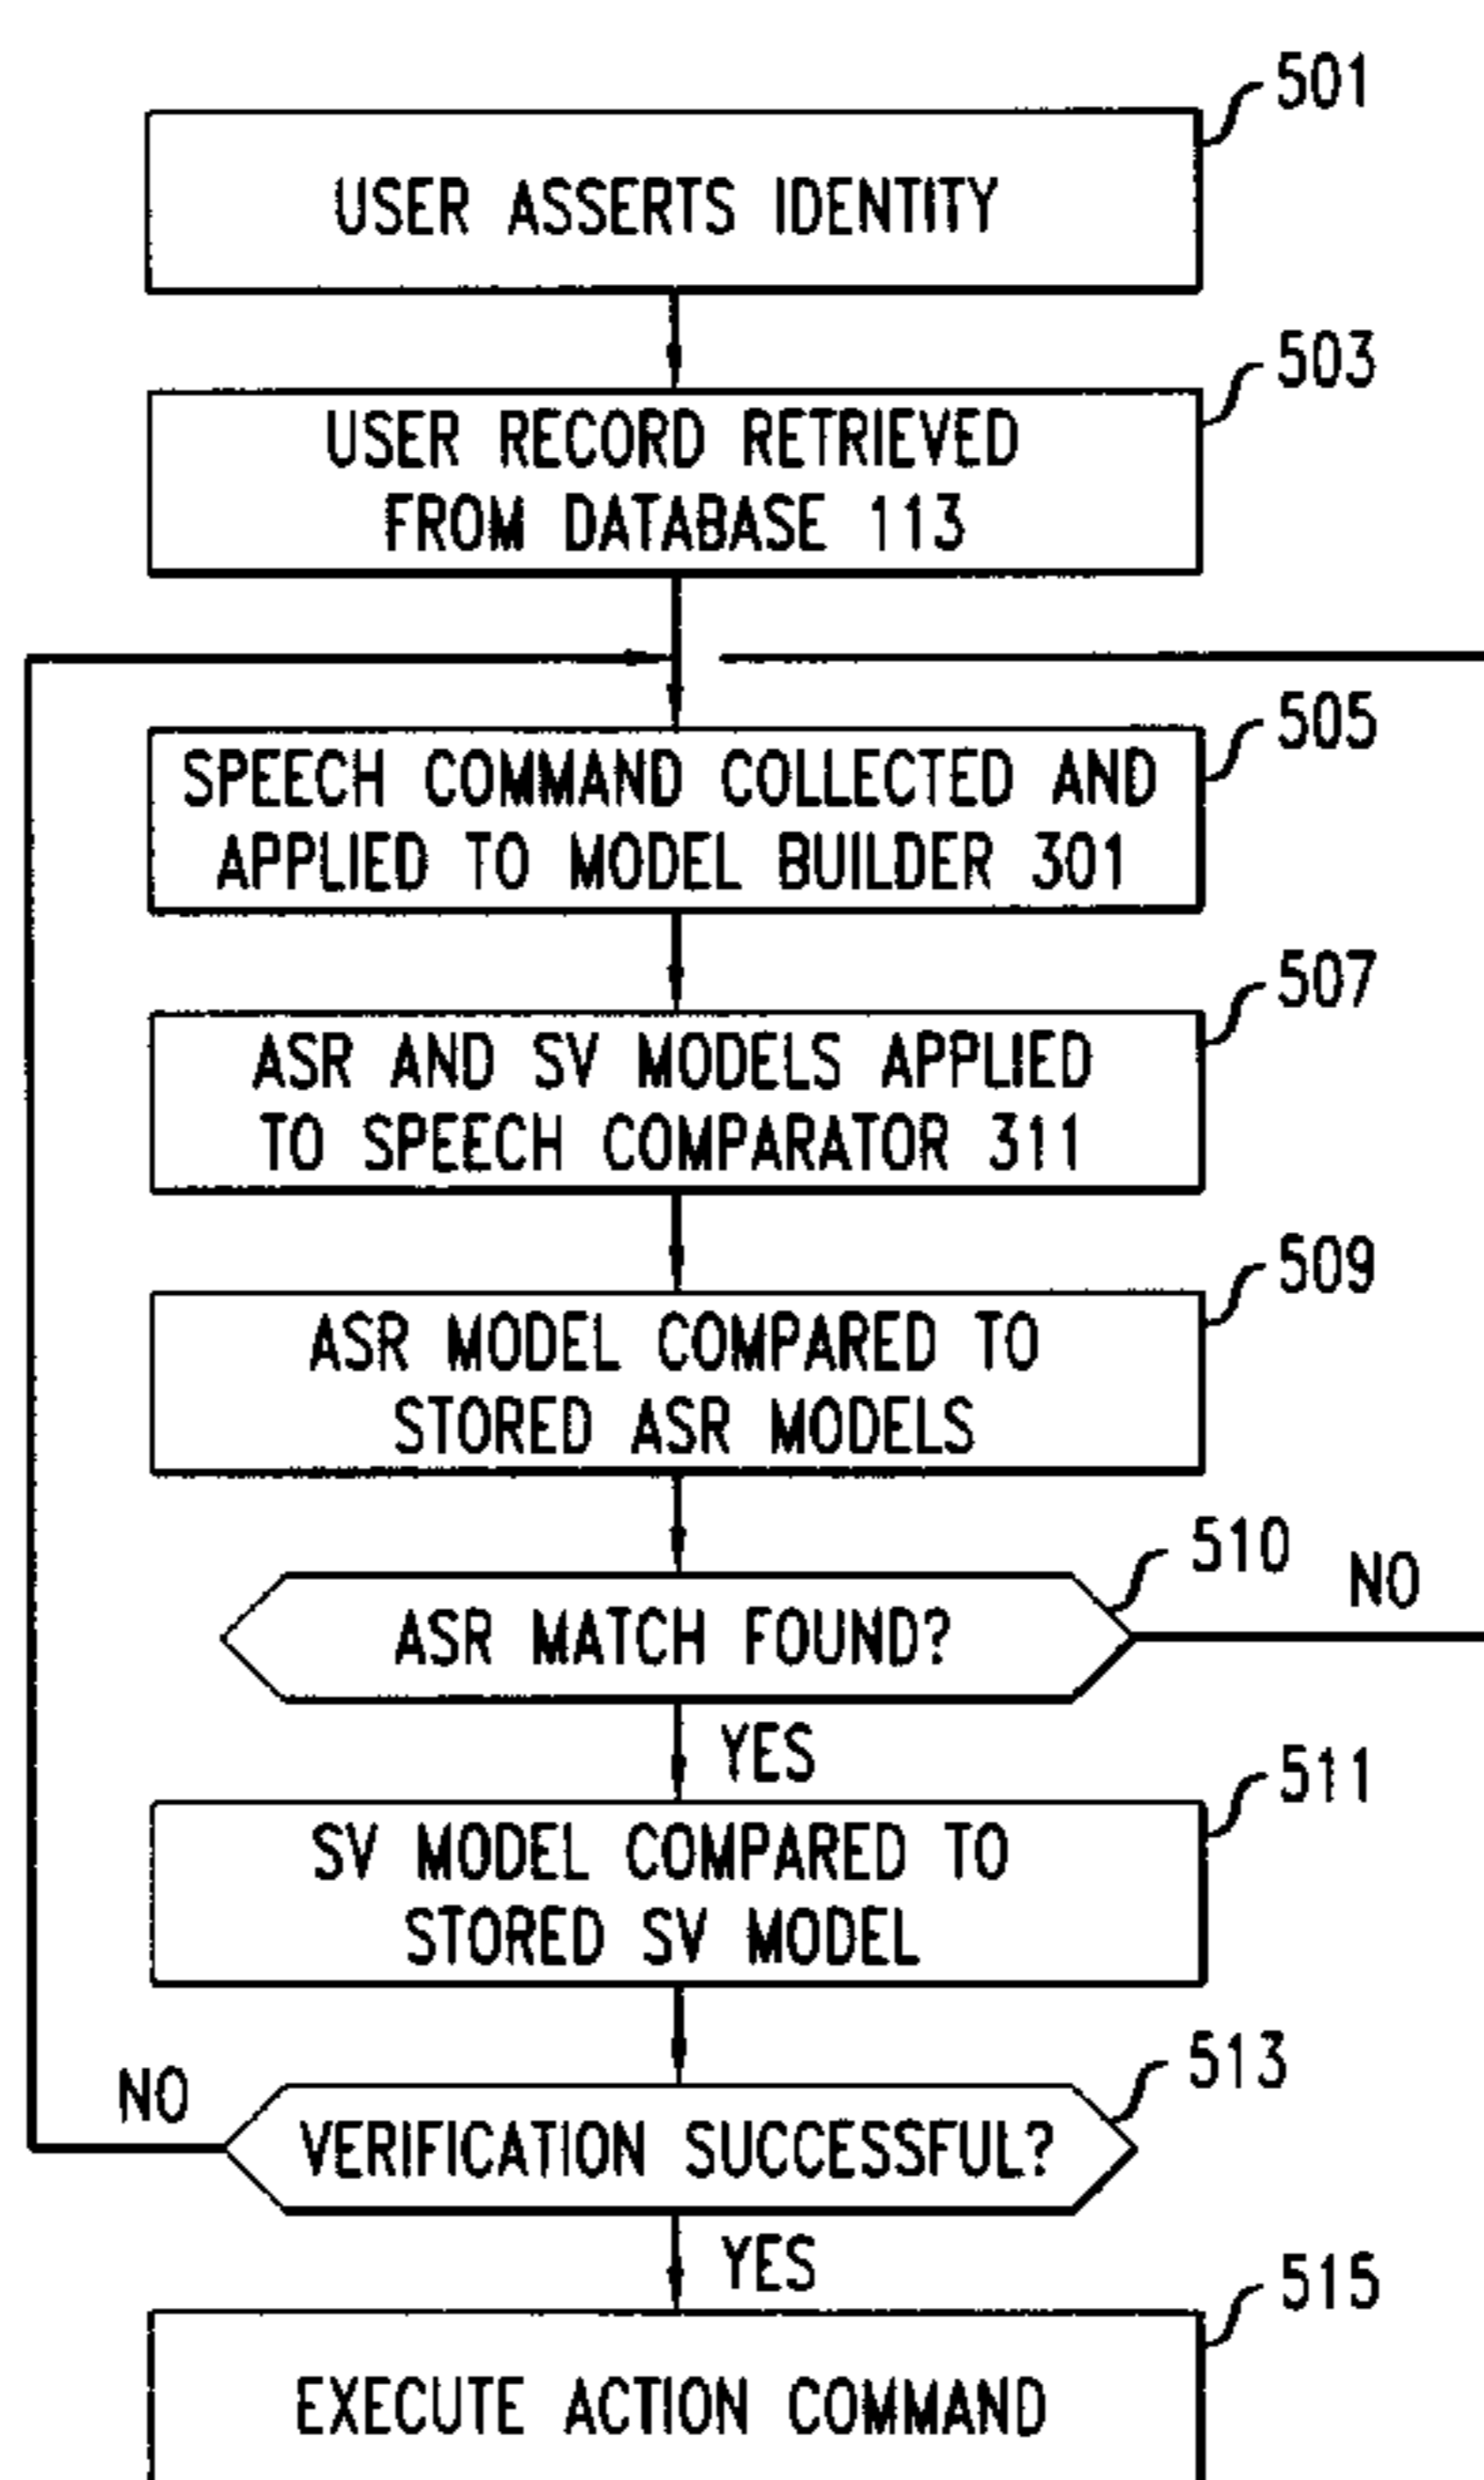 501
USER ASSERTS IDENTITY
503
USER RECORD RETRIEVED
FROM DATABASE 113
505
SPEECH COMMAND COLLECTED AND
APPLIED TO MODEL BUILDER 301
507
ASR AND SV MODELS APPLIED
TO SPEECH COMPARATOR 311
509
ASR MODEL COMPARED TO
STORED ASR MODELS
510
NO
ASR MATCH FOUND?
YES
511
SV MODEL COMPARED TO
STORED SV MODEL
513
NO
VERIFICATION SUCCESSFUL?
YES
515
EXECUTE ACTION COMMAND